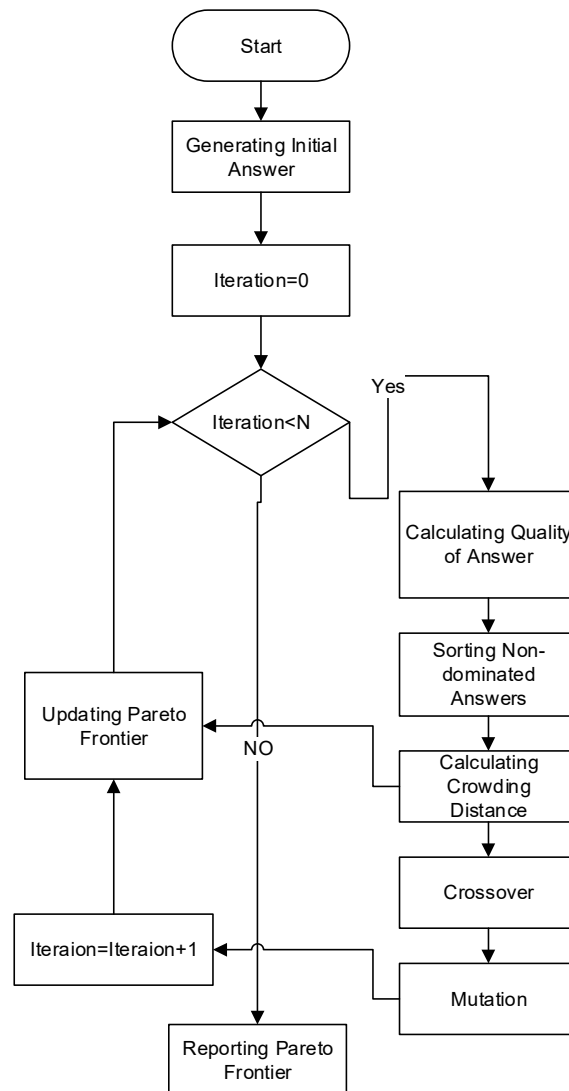 Start
Generating Initial
Answer
Iteration=0
Iteration<N
Yes
Calculating Quality
of Answer
Sorting Non-
dominated
Answers
Updating Pareto
Frontier
NO
Calculating
Crowding
Distance
Crossover
Iteraion=Iteraion+1
Mutation
Reporting Pareto
Frontier